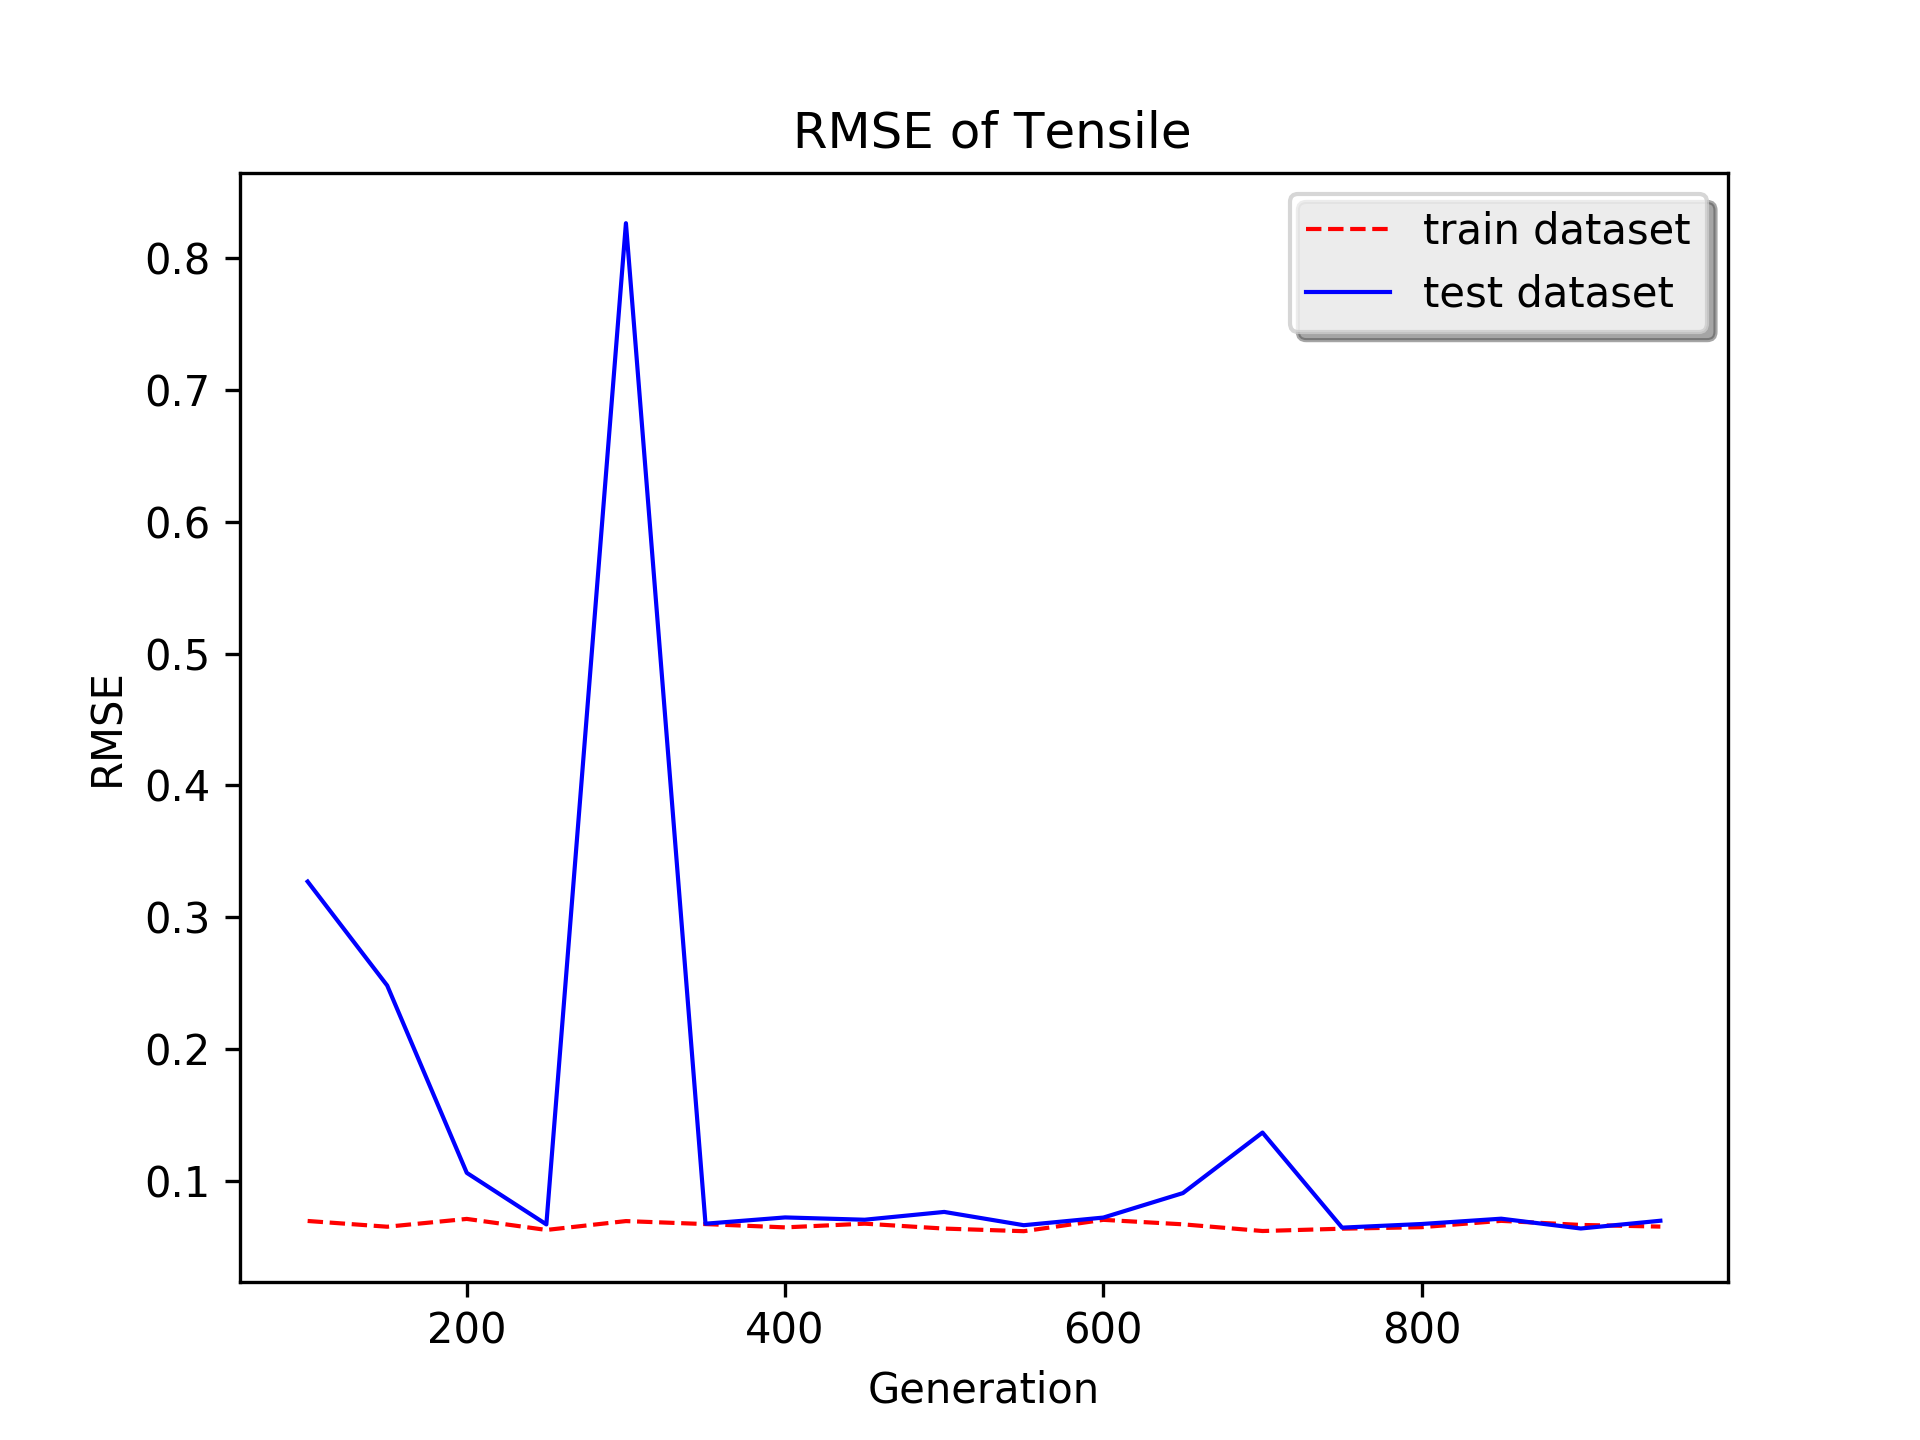 RMSE of Tensile
train dataset
test dataset
0.8
0.7
0.6
0.5
0.4
0.3
0.2
0.1
RMSE
200 400 600 800
Generation